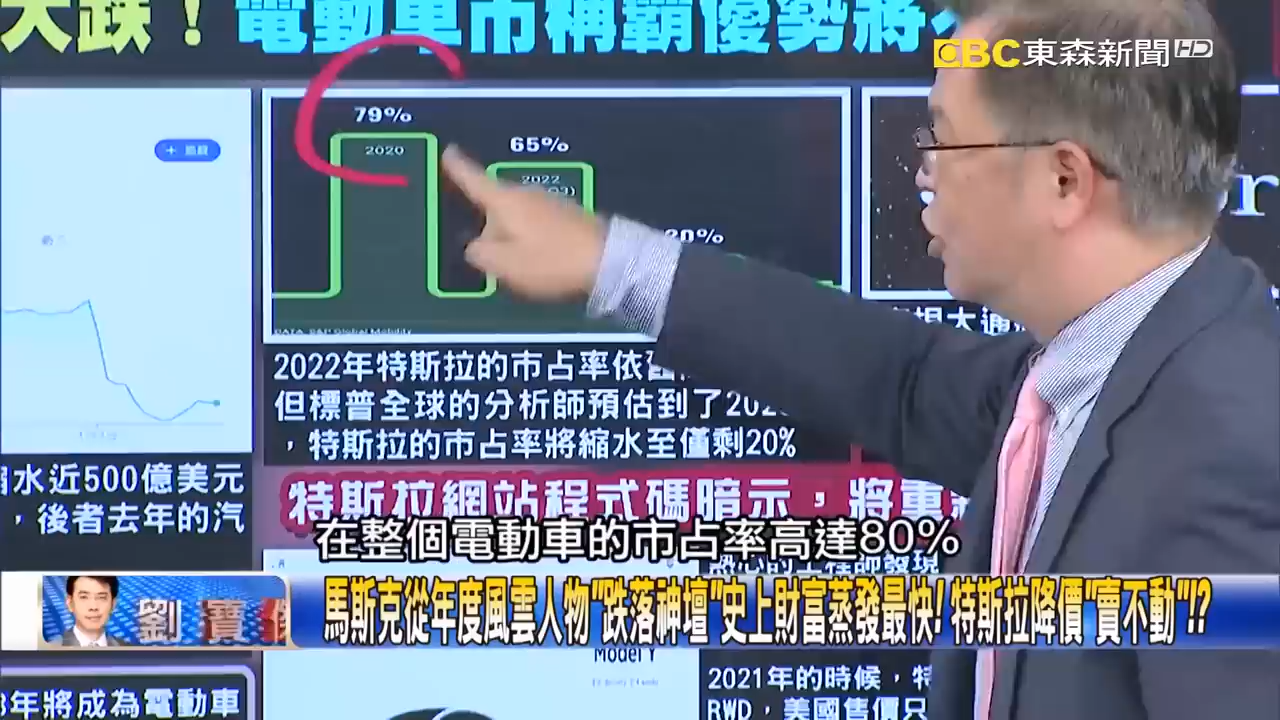 大跌！電動車市稱霸優勢將
EBC東森新聞HD
79%
2020
65%
2022
20%
DATA: S&P Global Mobility
2022年特斯拉的市占率依舊
但標普全球的分析師預估到了202
，特斯拉的市占率將縮水至僅剩20%
縮水近500億美元
，後者去年的汽
特斯拉網站程式碼暗示，將重
在整個電動車的市占率高達80%
馬斯克從年度風雲人物"跌落神壇"史上財富蒸發最快！特斯拉降價"賣不動"!?
劉寶傑
Model Y
年將成為電動車
2021年的時候，特
RWD，美國售價只